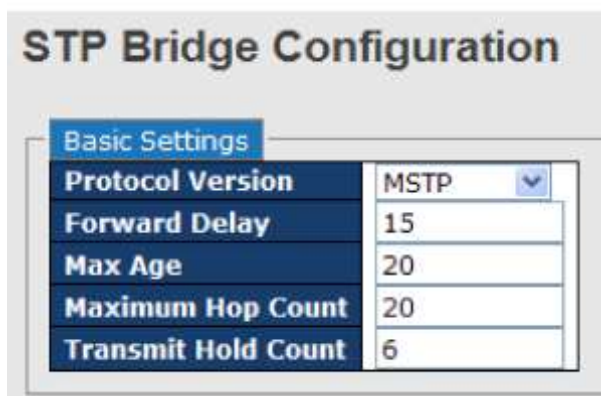 STP Bridge Configuration
Basic Settings
Protocol Version MSTP
Forward Delay 15
Max Age 20
Maximum Hop Count 20
Transmit Hold Count 6